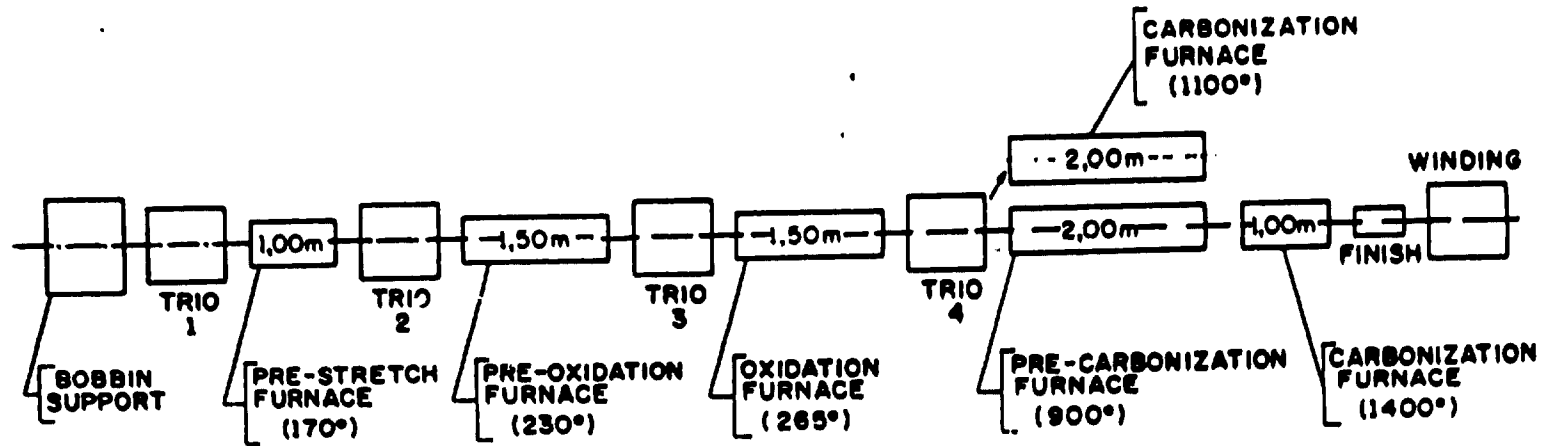 CARBONIZATION
FURNACE
(1100°)
2,00m
WINDING
1,00m
1,50m
1,50m
2,00m
1,00m
FINISH
TRIO
1
TRIO
2
TRIO
3
TRIO
4
BOBBIN
SUPPORT
PRE-STRETCH
FURNACE
(170°)
PRE-OXIDATION
FURNACE
(230°)
OXIDATION
FURNACE
(265°)
PRE-CARBONIZATION
FURNACE
(900°)
CARBONIZATION
FURNACE
(1400°)